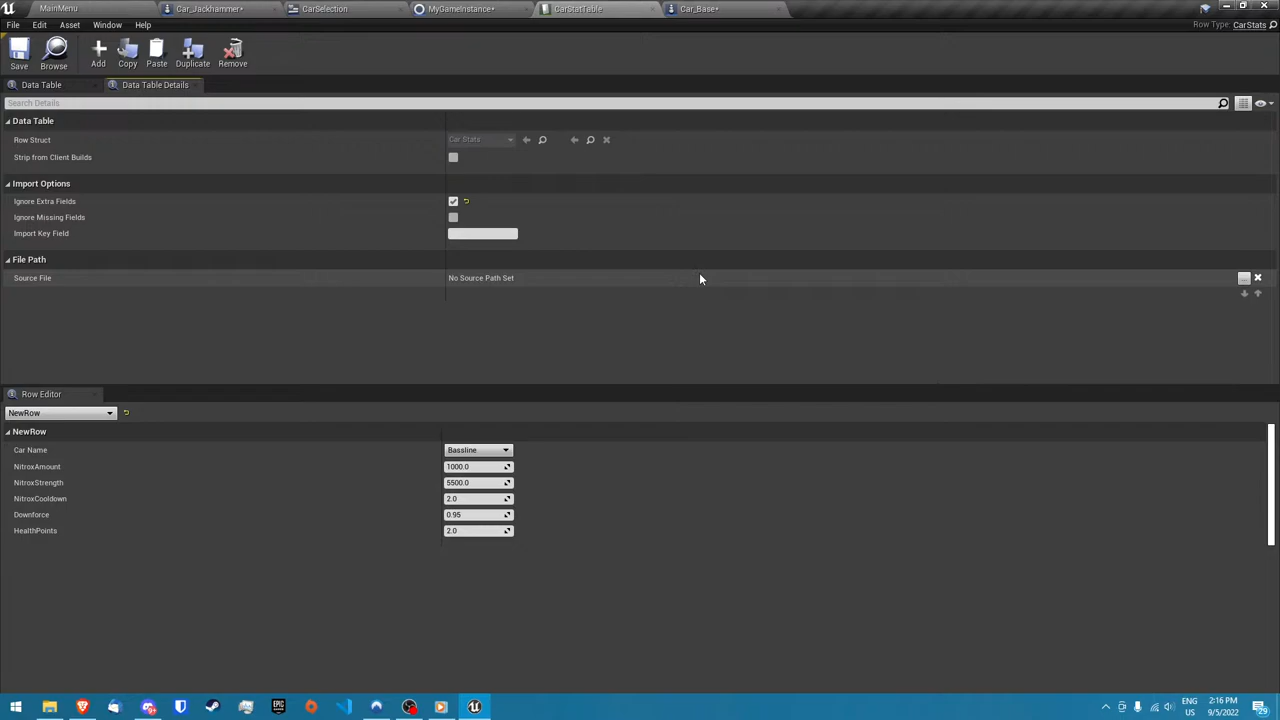 MainMenu Car_Jackhammer* CarSelection MyGameInstance* CarStatTable Car_Base*
File Edit Asset Window Help Row Type: CarStats
Save Browse Add Copy Paste Duplicate Remove
Data Table Data Table Details
Search Details
Data Table
Row Struct Car Stats
Strip from Client Builds
Import Options
Ignore Extra Fields
Ignore Missing Fields
Import Key Field
File Path
Source File No Source Path Set ...
Row Editor
NewRow
NewRow
Car Name Bassline
NitroxAmount 1000.0
NitroxStrength 5500.0
NitroxCooldown 2.0
Downforce 0.95
HealthPoints 2.0
EPIC GAMES ENG 2:16 PM
US 9/5/2022 29